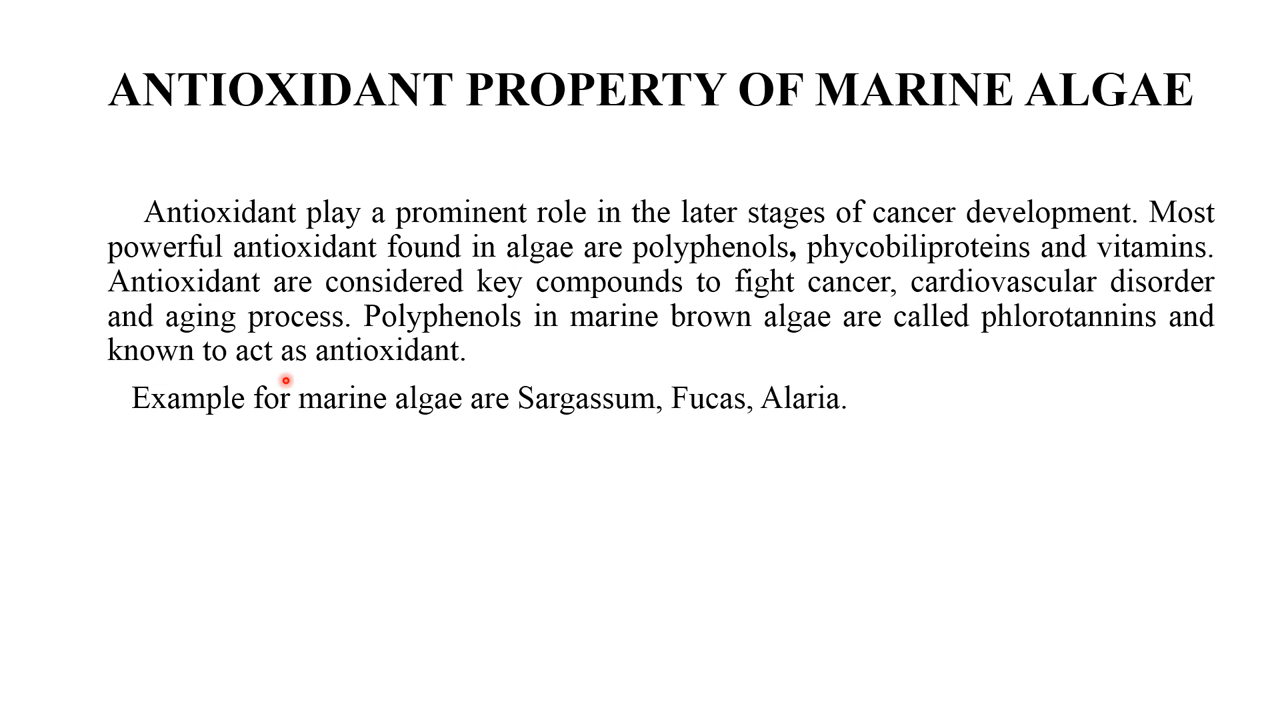 ANTIOXIDANT PROPERTY OF MARINE ALGAE
Antioxidant play a prominent role in the later stages of cancer development. Most
powerful antioxidant found in algae are polyphenols, phycobiliproteins and vitamins.
Antioxidant are considered key compounds to fight cancer, cardiovascular disorder
and aging process. Polyphenols in marine brown algae are called phlorotannins and
known to act as antioxidant.
Example for marine algae are Sargassum, Fucas, Alaria.